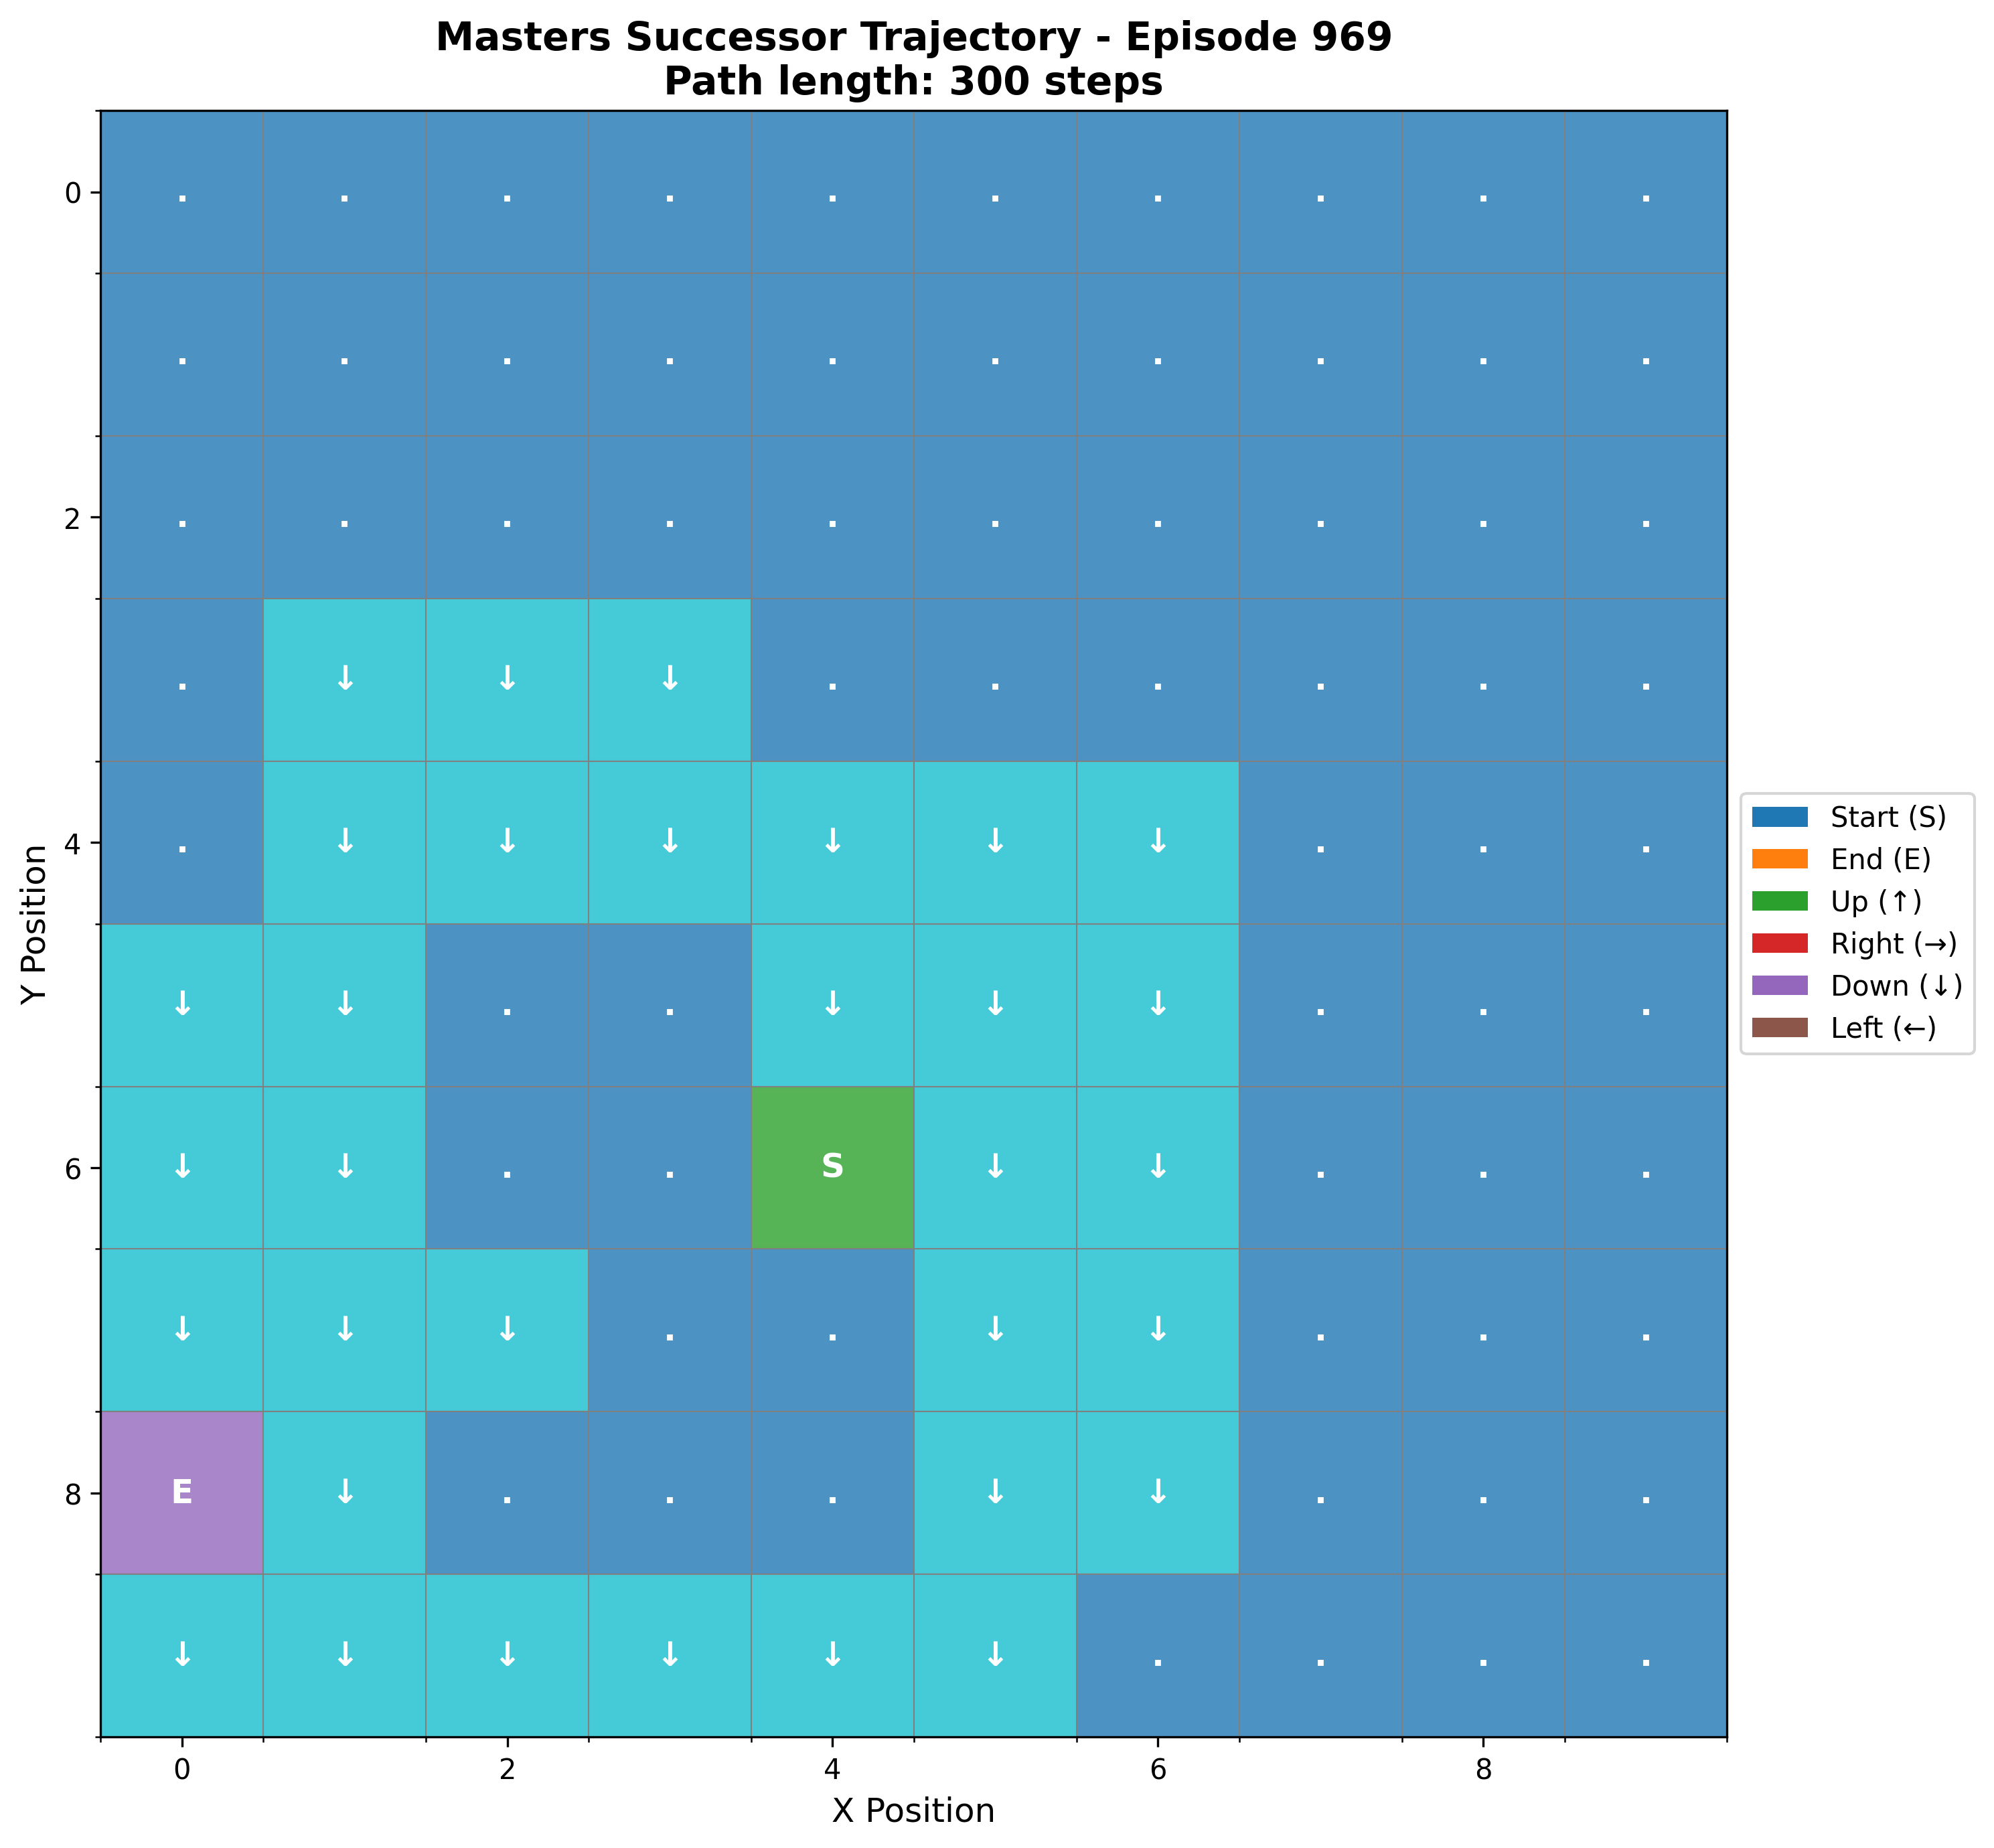 Masters Successor Trajectory - Episode 969
Path length: 300 steps
0 . . . . . . . . . .
. . . . . . . . . .
2 . . . . . . . . . .
. ↓ ↓ ↓ . . . . . .
4 . ↓ ↓ ↓ ↓ ↓ ↓ . . .
↓ ↓ . . ↓ ↓ ↓ . . .
6 ↓ ↓ . . S ↓ ↓ . . .
↓ ↓ ↓ . . ↓ ↓ . . .
8 E ↓ . . . ↓ ↓ . . .
↓ ↓ ↓ ↓ ↓ ↓ . . . .
0 2 4 6 8
X Position
Y Position
Start (S)
End (E)
Up (↑)
Right (→)
Down (↓)
Left (←)